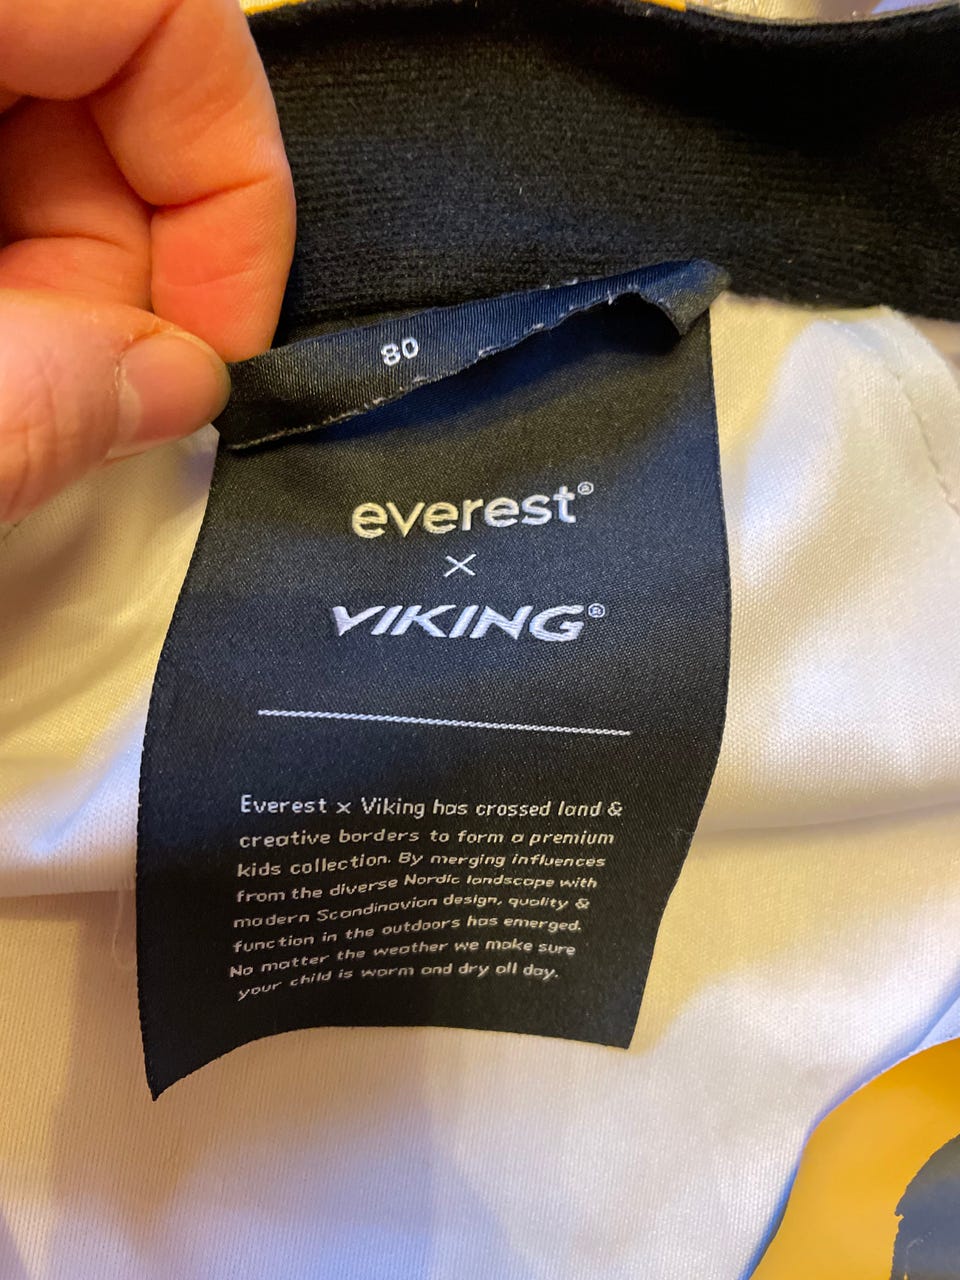 80
everest®
×
VIKING®
Everest x Viking has crossed land &
creative borders to form a premium
kids collection. By merging influences
from the diverse Nordic landscape with
modern Scandinavian design, quality &
function in the outdoors has emerged.
No matter the weather we make sure
your child is warm and dry all day.